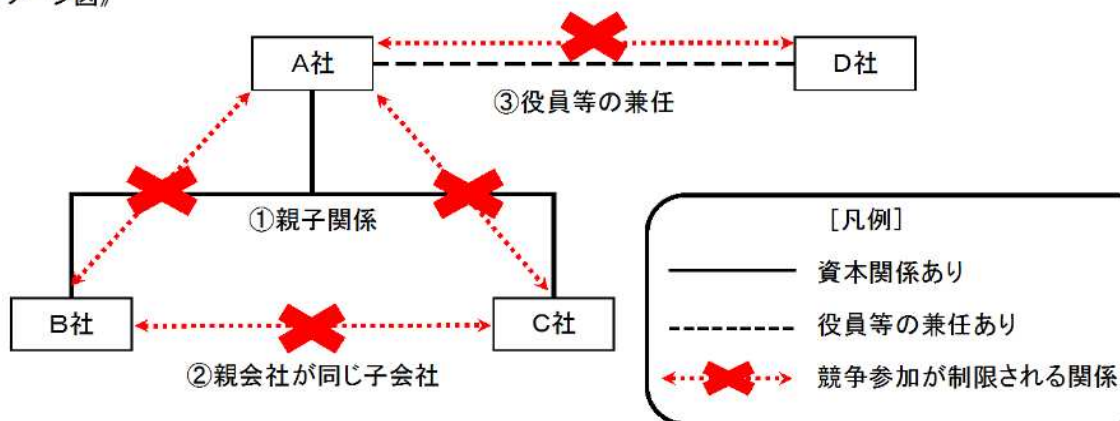 A社
D社
③役員等の兼任
①親子関係
B社
C社
②親会社が同じ子会社
[凡例]
資本関係あり
役員等の兼任あり
競争参加が制限される関係